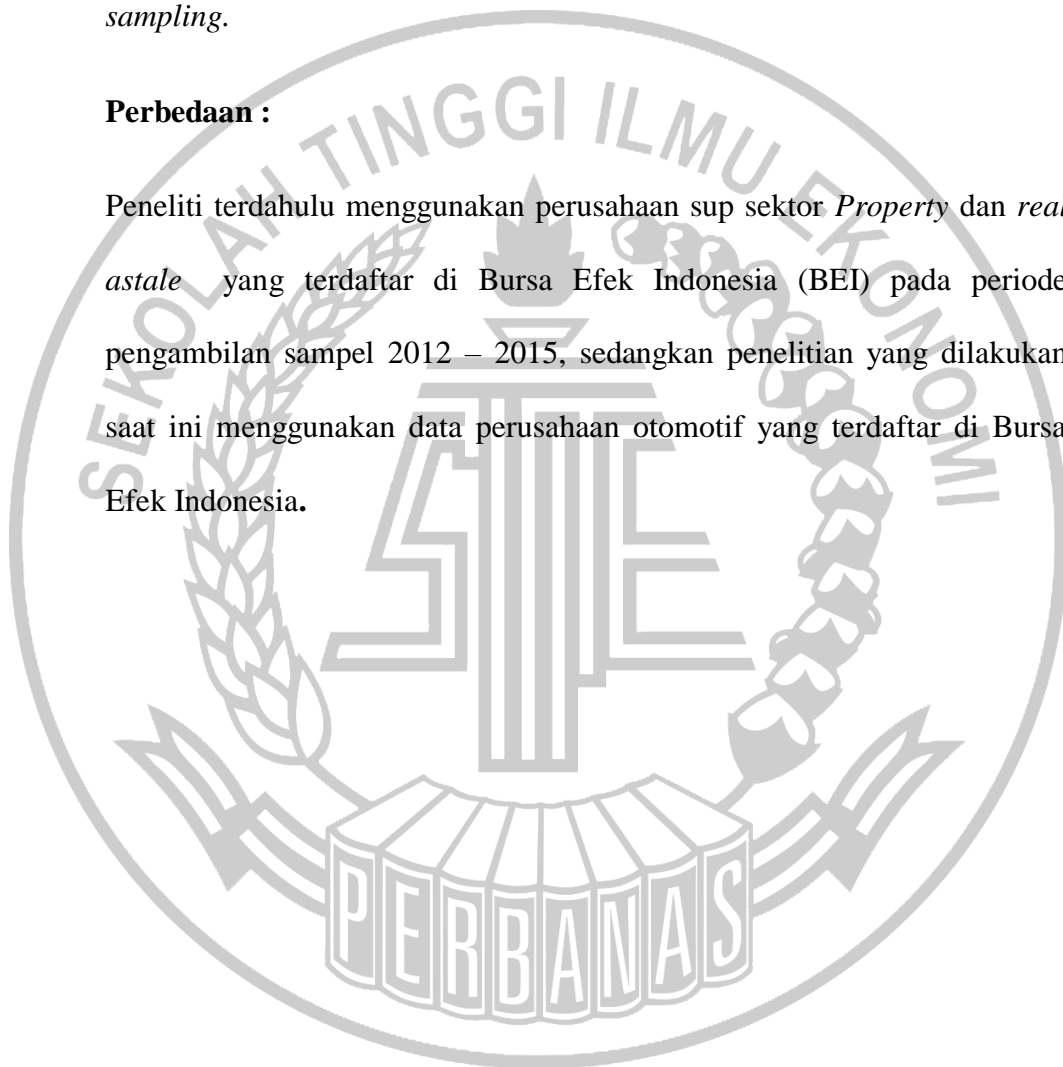 sampling.
Perbedaan :
Peneliti terdahulu menggunakan perusahaan sup sektor Property dan real
astale yang terdaftar di Bursa Efek Indonesia (BEI) pada periode
pengambilan sampel 2012 – 2015, sedangkan penelitian yang dilakukan
saat ini menggunakan data perusahaan otomotif yang terdaftar di Bursa
Efek Indonesia.
SEKOLAH TINGGI ILMU EKONOMI
STIE
PERBANAS